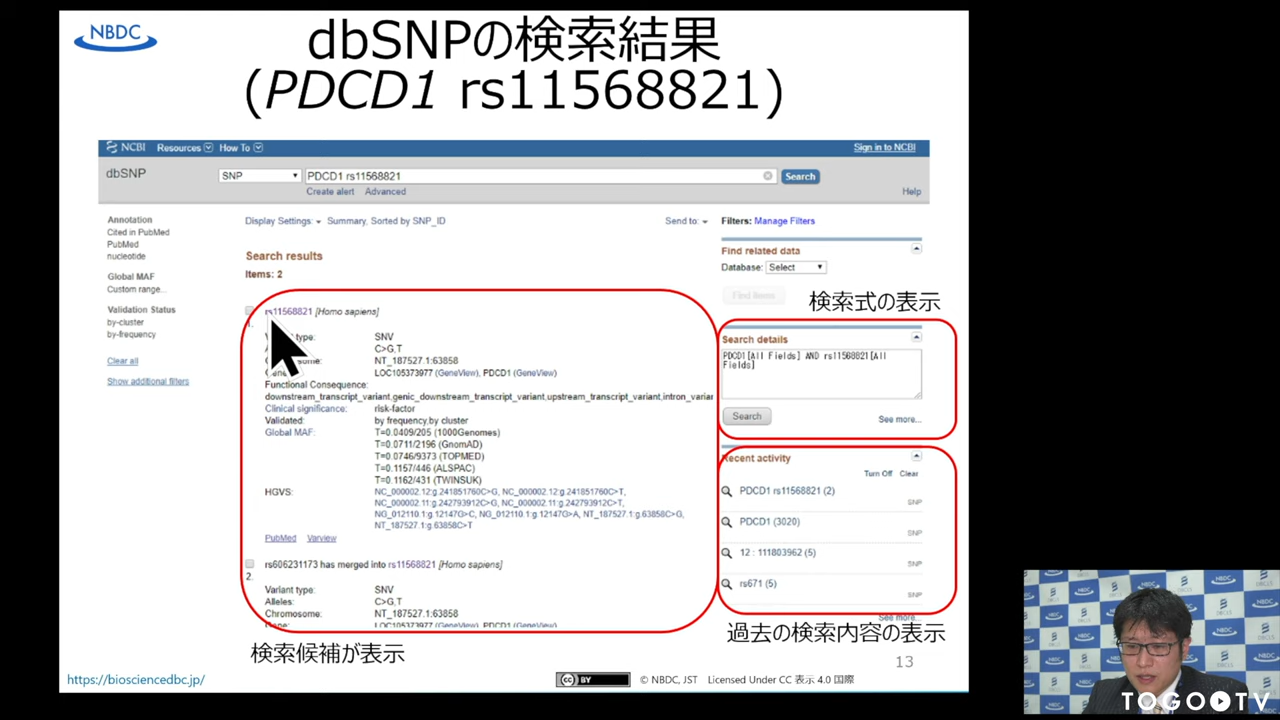 NBDC
dbSNPの検索結果
(PDCD1 rs11568821)
NCBI Resources How To Sign in to NCBI
dbSNP SNP PDCD1 rs11568821 Search
Create alert Advanced Help
Annotation
Cited in PubMed
PubMed
nucleotide
Global MAF
Custom range...
Validation Status
by-cluster
by-frequency
Clear all
Show additional filters
Display Settings: Summary, Sorted by SNP_ID Send to:
Search results
Items: 2
rs11568821 [Homo sapiens]
1.
type: SNV
C>G,T
NT_187527.1:63858
LOC105373977 (GeneView), PDCD1 (GeneView)
Functional Consequence:
downstream_transcript_variant,genic_downstream_transcript_variant,upstream_transcript_variant,intron_varian
Clinical significance: risk-factor
Validated: by frequency,by cluster
Global MAF: T=0.0409/205 (1000Genomes)
T=0.0711/2196 (GnomAD)
T=0.0746/9373 (TOPMED)
T=0.1157/446 (ALSPAC)
T=0.1162/431 (TWINSUK)
HGVS: NC_000002.12:g.241851760C>G, NC_000002.12:g.241851760C>T,
NC_000002.11:g.242793912C>G, NC_000002.11:g.242793912C>T,
NG_012110.1:g.12147G>C, NG_012110.1:g.12147G>A, NT_187527.1:g.63858C>G,
NT_187527.1:g.63858C>T
PubMed Varview
rs606231173 has merged into rs11568821 [Homo sapiens]
2.
Variant type: SNV
Alleles: C>G,T
Chromosome: NT_187527.1:63858
Gene: LOC105373977 (GeneView), PDCD1 (GeneView)
検索候補が表示
Filters: Manage Filters
Find related data
Database: Select
Find items
検索式の表示
Search details
PDCD1[All Fields] AND rs11568821[All
Fields]
Search See more...
Recent activity
Turn Off Clear
PDCD1 rs11568821 (2)
SNP
PDCD1 (3020)
SNP
12 : 111803962 (5)
SNP
rs671 (5)
SNP
See more...
過去の検索内容の表示
13
https://biosciencedbc.jp/
cc BY © NBDC, JST Licensed Under CC 表示 4.0 国際
TOGO TV